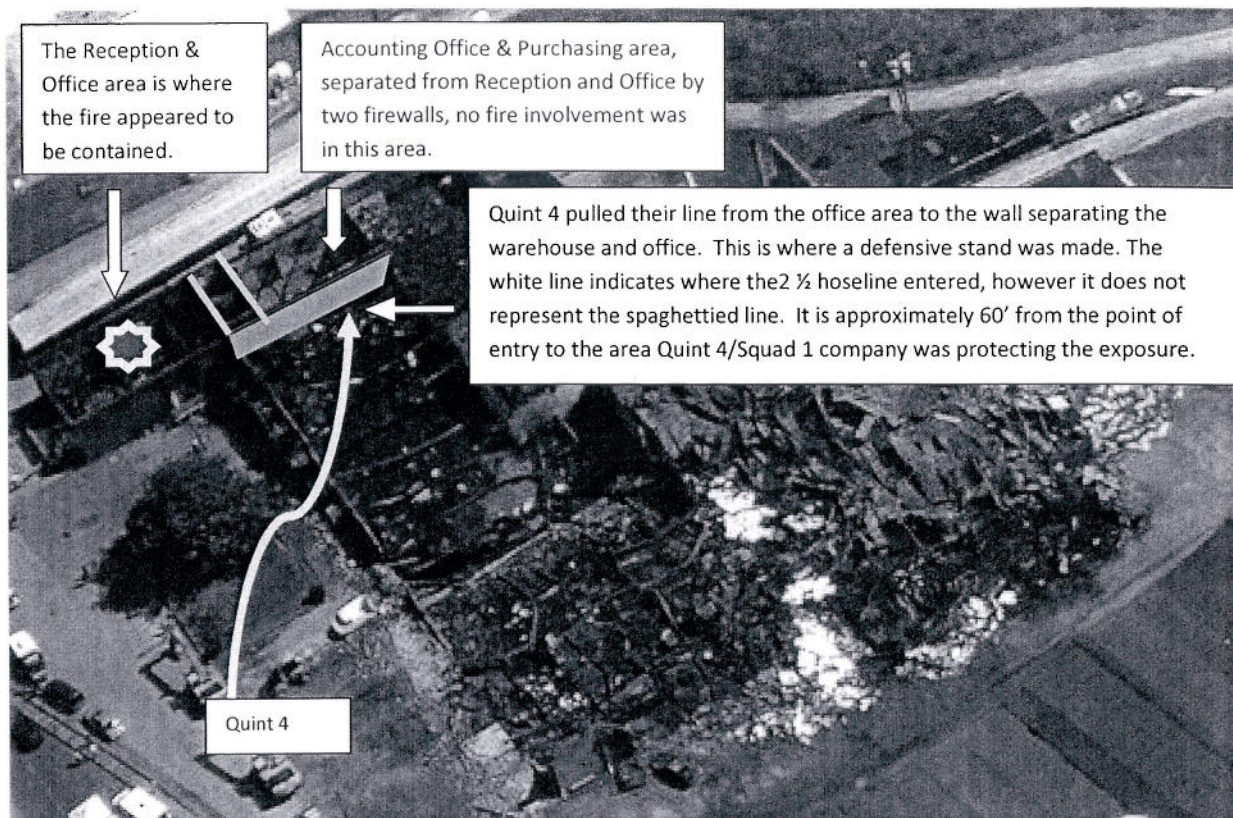 The Reception &
Office area is where
the fire appeared to
be contained.
Accounting Office & Purchasing area,
separated from Reception and Office by
two firewalls, no fire involvement was
in this area.
Quint 4 pulled their line from the office area to the wall separating the
warehouse and office.  This is where a defensive stand was made. The
white line indicates where the2 ½ hoseline entered, however it does not
represent the spaghettied line.  It is approximately 60’ from the point of
entry to the area Quint 4/Squad 1 company was protecting the exposure.
Quint 4